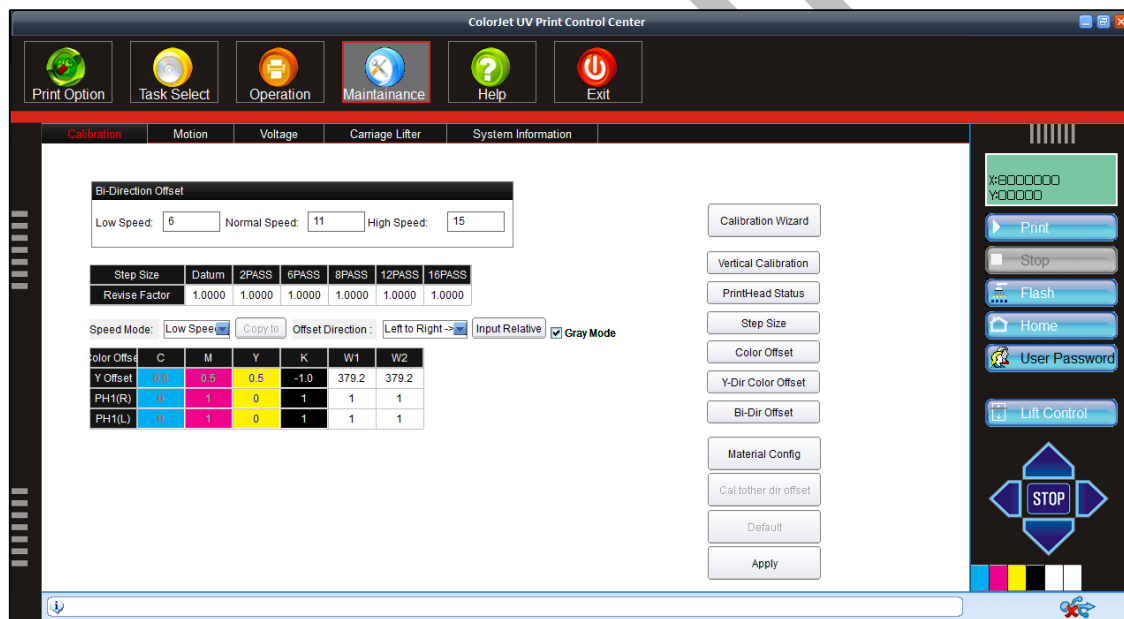 ColorJet UV Print Control Center
Print Option Task Select Operation Maintainance Help Exit
Calibration Motion Voltage Carriage Lifter System Information
X:8000000
Y:00000
Bi-Direction Offset
Low Speed: 6 Normal Speed: 11 High Speed: 15
Calibration Wizard
Print
Vertical Calibration
Stop
Step Size Datum 2PASS 6PASS 8PASS 12PASS 16PASS
Revise Factor 1.0000 1.0000 1.0000 1.0000 1.0000 1.0000
PrintHead Status
Flash
Speed Mode: Low Spee Copy to Offset Direction : Left to Right -> Input Relative Gray Mode
Step Size
Home
Color Offse C M Y K W1 W2
Color Offset
User Password
Y Offset 0.0 0.5 0.5 -1.0 379.2 379.2
Y-Dir Color Offset
PH1(R) 0 1 0 1 1 1
PH1(L) 0 1 0 1 1 1
Bi-Dir Offset
Lift Control
Material Config
Cal tother dir offset
STOP
Default
Apply